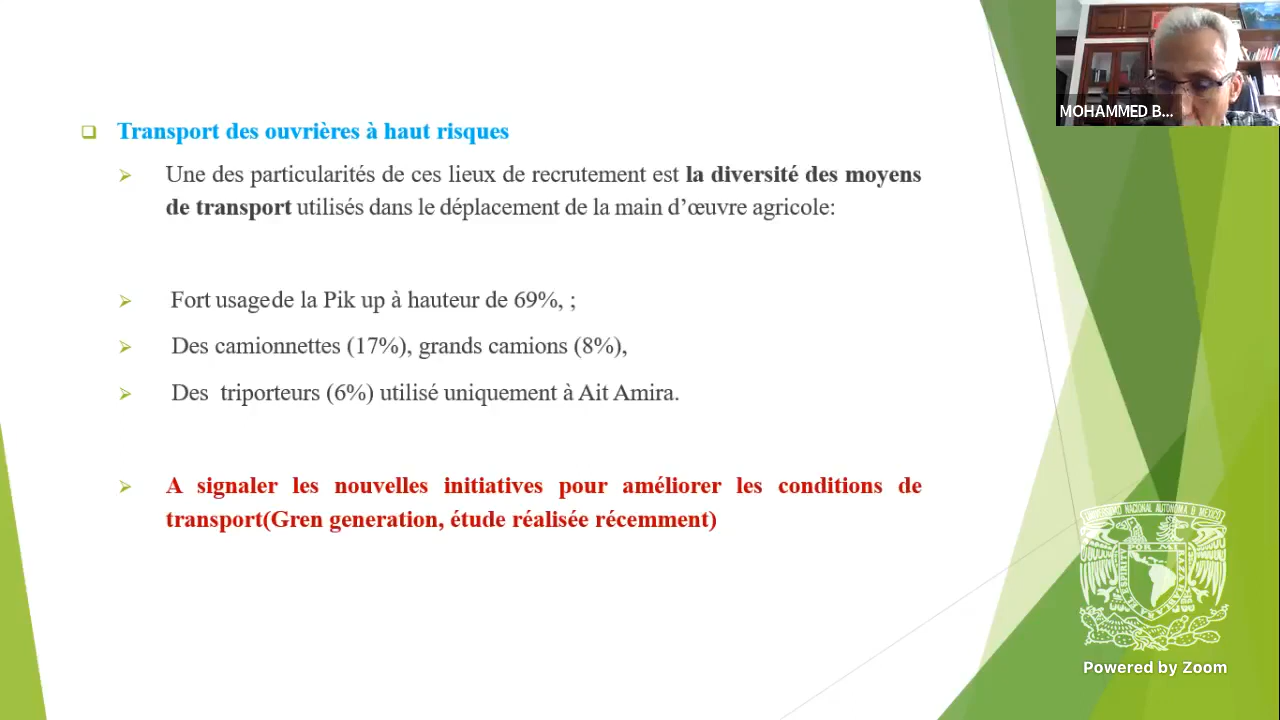 MOHAMMED B...
Transport des ouvrières à haut risques
Une des particularités de ces lieux de recrutement est la diversité des moyens
de transport utilisés dans le déplacement de la main d’œuvre agricole:
Fort usagede la Pik up à hauteur de 69%, ;
Des camionnettes (17%), grands camions (8%),
Des triporteurs (6%) utilisé uniquement à Ait Amira.
A signaler les nouvelles initiatives pour améliorer les conditions de
transport(Gren generation, étude réalisée récemment)
Powered by Zoom